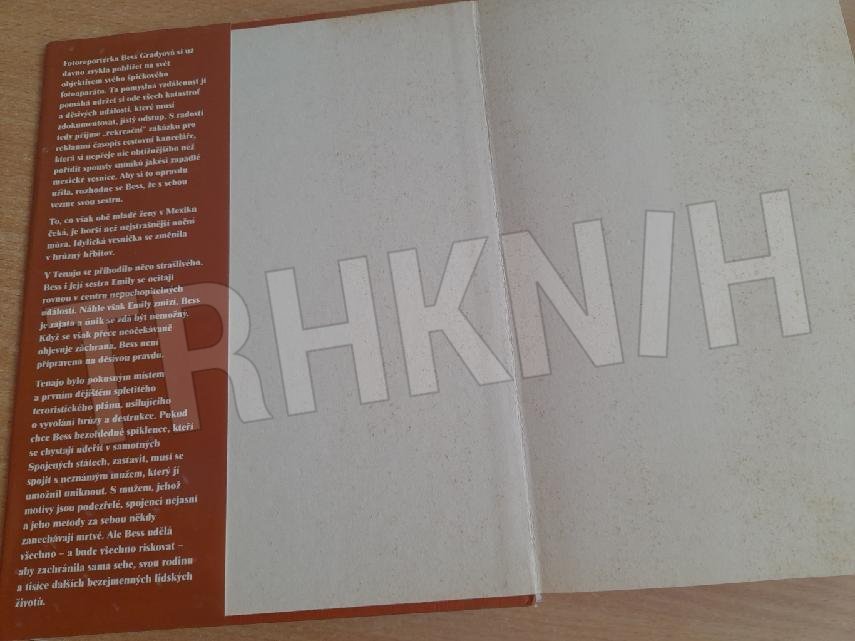 Fotoreportérka Bess Gradyová si už
davno zvykla pohlížet na svět
objektivem svého špičkového
fotoaparátu. Ta pomyslná vzdálenost jí
pomáhá udržet si ode všech katastrof
a děsivých událostí, které musí
zdokumentovat, jistý odstup. S radostí
tedy přijme „rekreační“ zakázku pro
reklamní časopis cestovní kanceláře,
která si nepřeje nic obtížnějšího než
pořídit spousty snímků jakési zapadlé
mexické vesnice. Aby si to opravdu
užila, rozhodne se Bess, že s sebou
vezme svou sestru.
To, co však obě mladé ženy v Mexiku
čeká, je horší než nejstrašnější noční
můra. Idylická vesnička se změnila
v hrůzný hřbitov.
V Tenajo se přihodilo něco strašlivého.
Bess i její sestra Emily se ocitají
rovnou v centru nepochopitelných
událostí. Náhle však Emily zmizí, Bess
je zajata a únik se zdá být nemožný.
Když se však přece neočekávaně
objevuje záchrana, Bess není
připravena na děsivou pravdu.
Tenajo bylo pokusným místem
a prvním dějištěm spletitého
teroristického plánu, usilujícího
o vyvolání hrůzy a destrukce. Pokud
chce Bess bezohledné spiklence, kteří
se chystají udeřit v samotných
Spojených státech, zastavit, musí se
spojit s neznámým mužem, který jí
umožnil uniknout. S mužem, jehož
motivy jsou podezřelé, spojenci nejasní
a jeho metody za sebou někdy
zanechávají mrtvé. Ale Bess udělá
všechno – a bude všechno riskovat –
aby zachránila sama sebe, svou rodinu
a tisíce dalších bezejmenných lidských
životů.
TRHKNIH